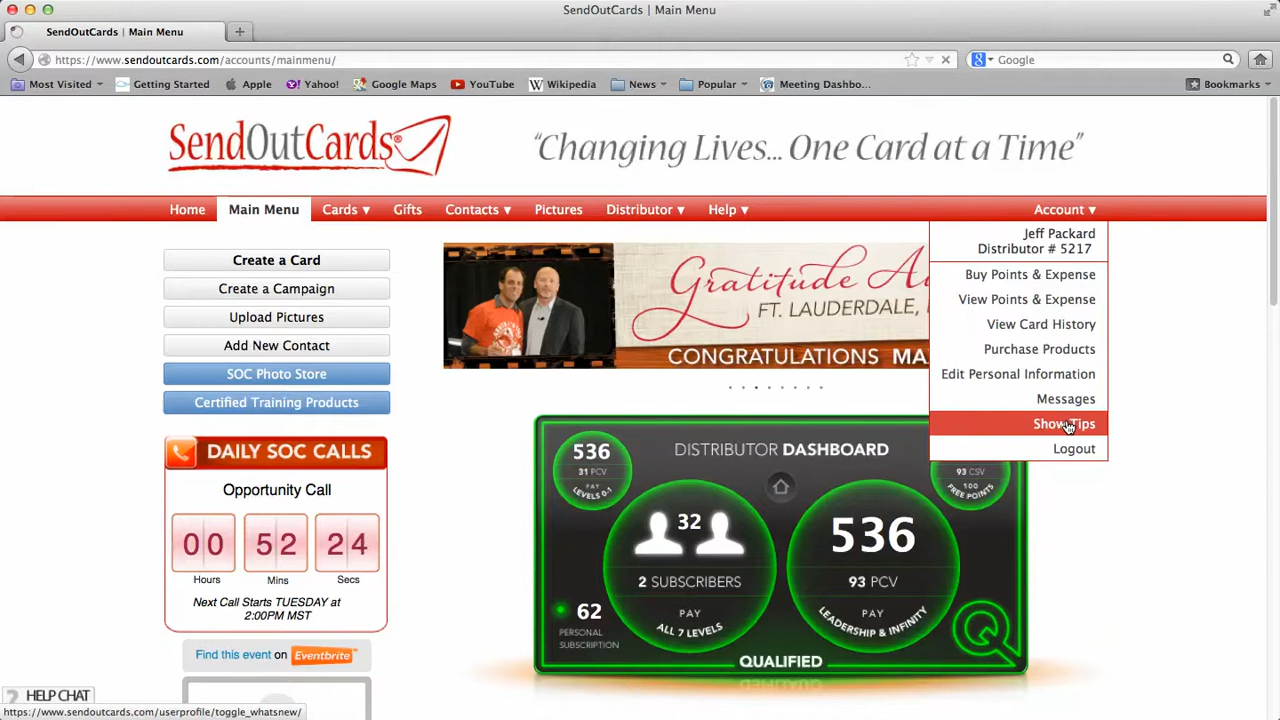 SendOutCards | Main Menu
SendOutCards | Main Menu
https://www.sendoutcards.com/accounts/mainmenu/
Google
Most Visited
Getting Started
Apple
Yahoo!
Google Maps
YouTube
Wikipedia
News
Popular
Meeting Dashbo...
Bookmarks
SendOutCards®
“Changing Lives... One Card at a Time”
Home
Main Menu
Cards ▾
Gifts
Contacts ▾
Pictures
Distributor ▾
Help ▾
Account ▾
Jeff Packard
Distributor # 5217
Buy Points & Expense
View Points & Expense
View Card History
Purchase Products
Edit Personal Information
Messages
Show Tips
Logout
Create a Card
Create a Campaign
Upload Pictures
Add New Contact
SOC Photo Store
Certified Training Products
Gratitude
FT. LAUDERDALE,
CONGRATULATIONS
DAILY SOC CALLS
Opportunity Call
00 52 24
Hours Mins Secs
Next Call Starts TUESDAY at
2:00PM MST
Find this event on Eventbrite
DISTRIBUTOR DASHBOARD
536
31 PCV
PAY
LEVELS 0-1
93 CSV
100
FREE POINTS
32
2 SUBSCRIBERS
PAY
ALL 7 LEVELS
536
93 PCV
PAY
LEADERSHIP & INFINITY
62
PERSONAL
SUBSCRIPTION
Q
QUALIFIED
? HELP CHAT
https://www.sendoutcards.com/userprofile/toggle_whatsnew/